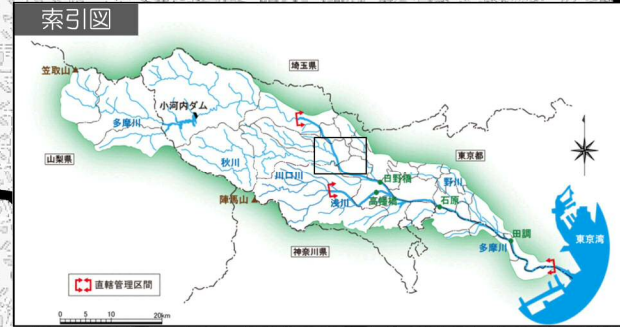 索引図
笠取山
埼玉県
小河内ダム
多摩川
山梨県
秋川
川口川
東京都
日野橋
野川
陣馬山
浅川
高幡橋
石原
田調
神奈川県
多摩川
東京湾
直轄管理区間
0 5 10 20km